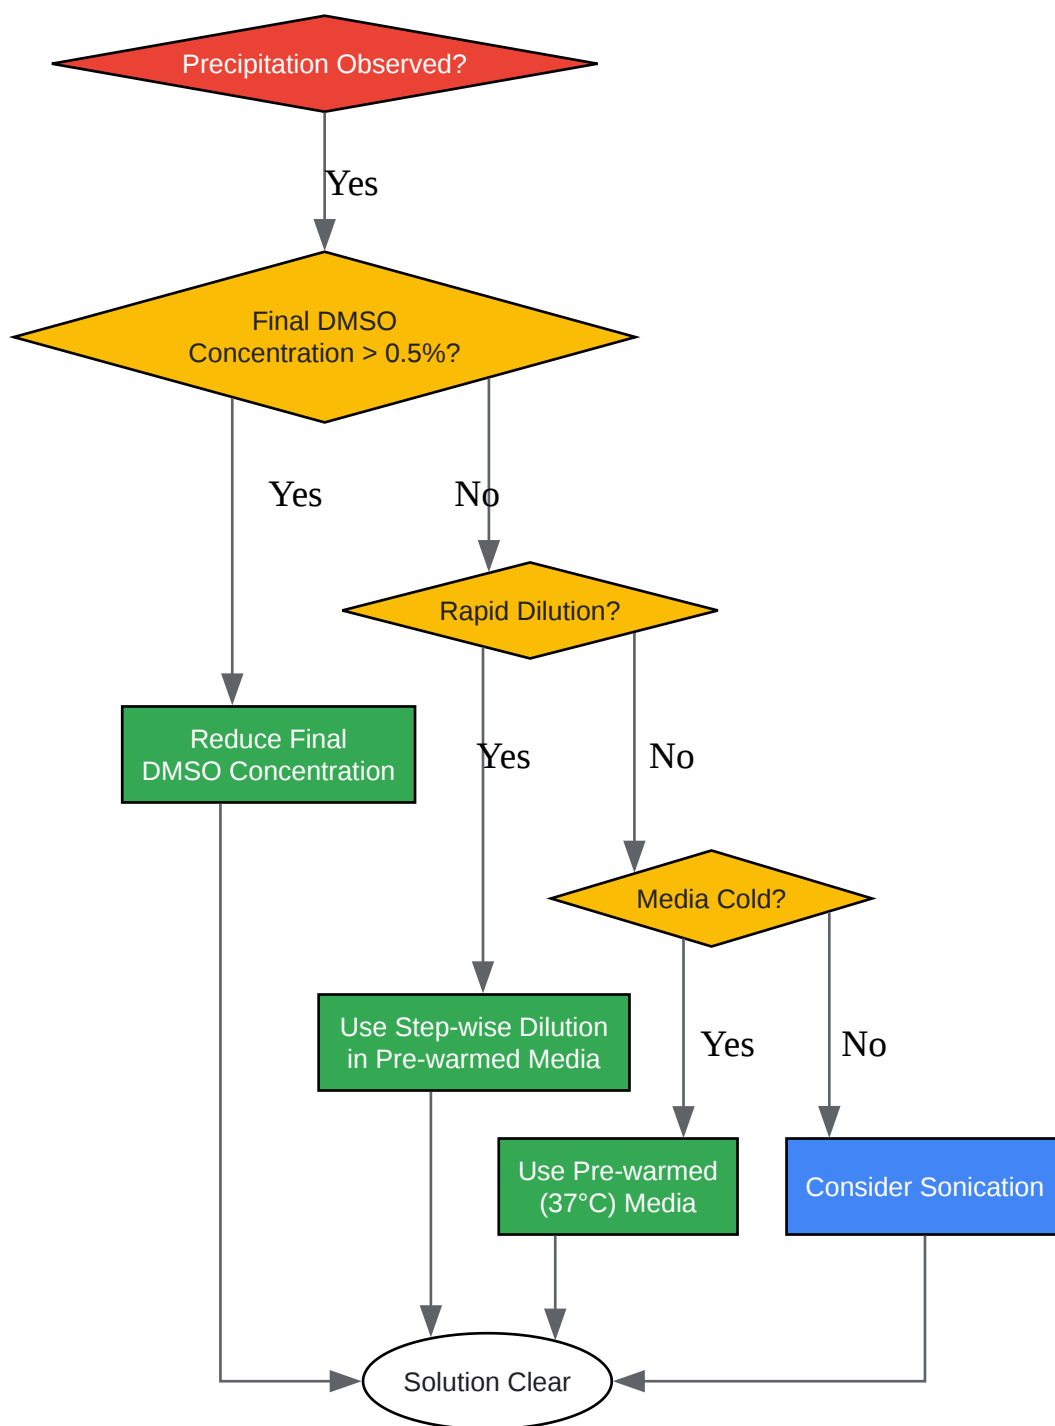 Precipitation Observed?
Yes
Final DMSO
Concentration > 0.5%?
Yes
No
Rapid Dilution?
Reduce Final
DMSO Concentration
Yes
No
Media Cold?
Use Step-wise Dilution
in Pre-warmed Media
Yes
No
Use Pre-warmed
(37°C) Media
Consider Sonication
Solution Clear